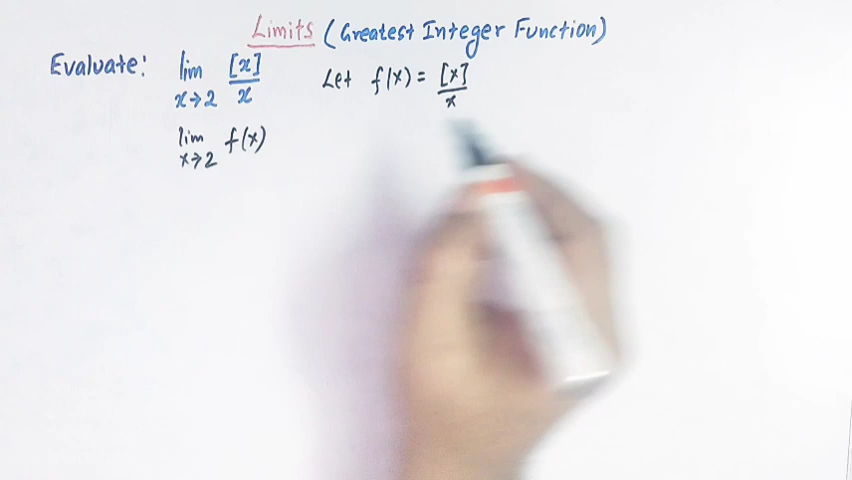 Limits (Greatest Integer Function)
Evaluate: lim x→2 [x]/x Let f(x) = [x]/x
lim x→2 f(x)